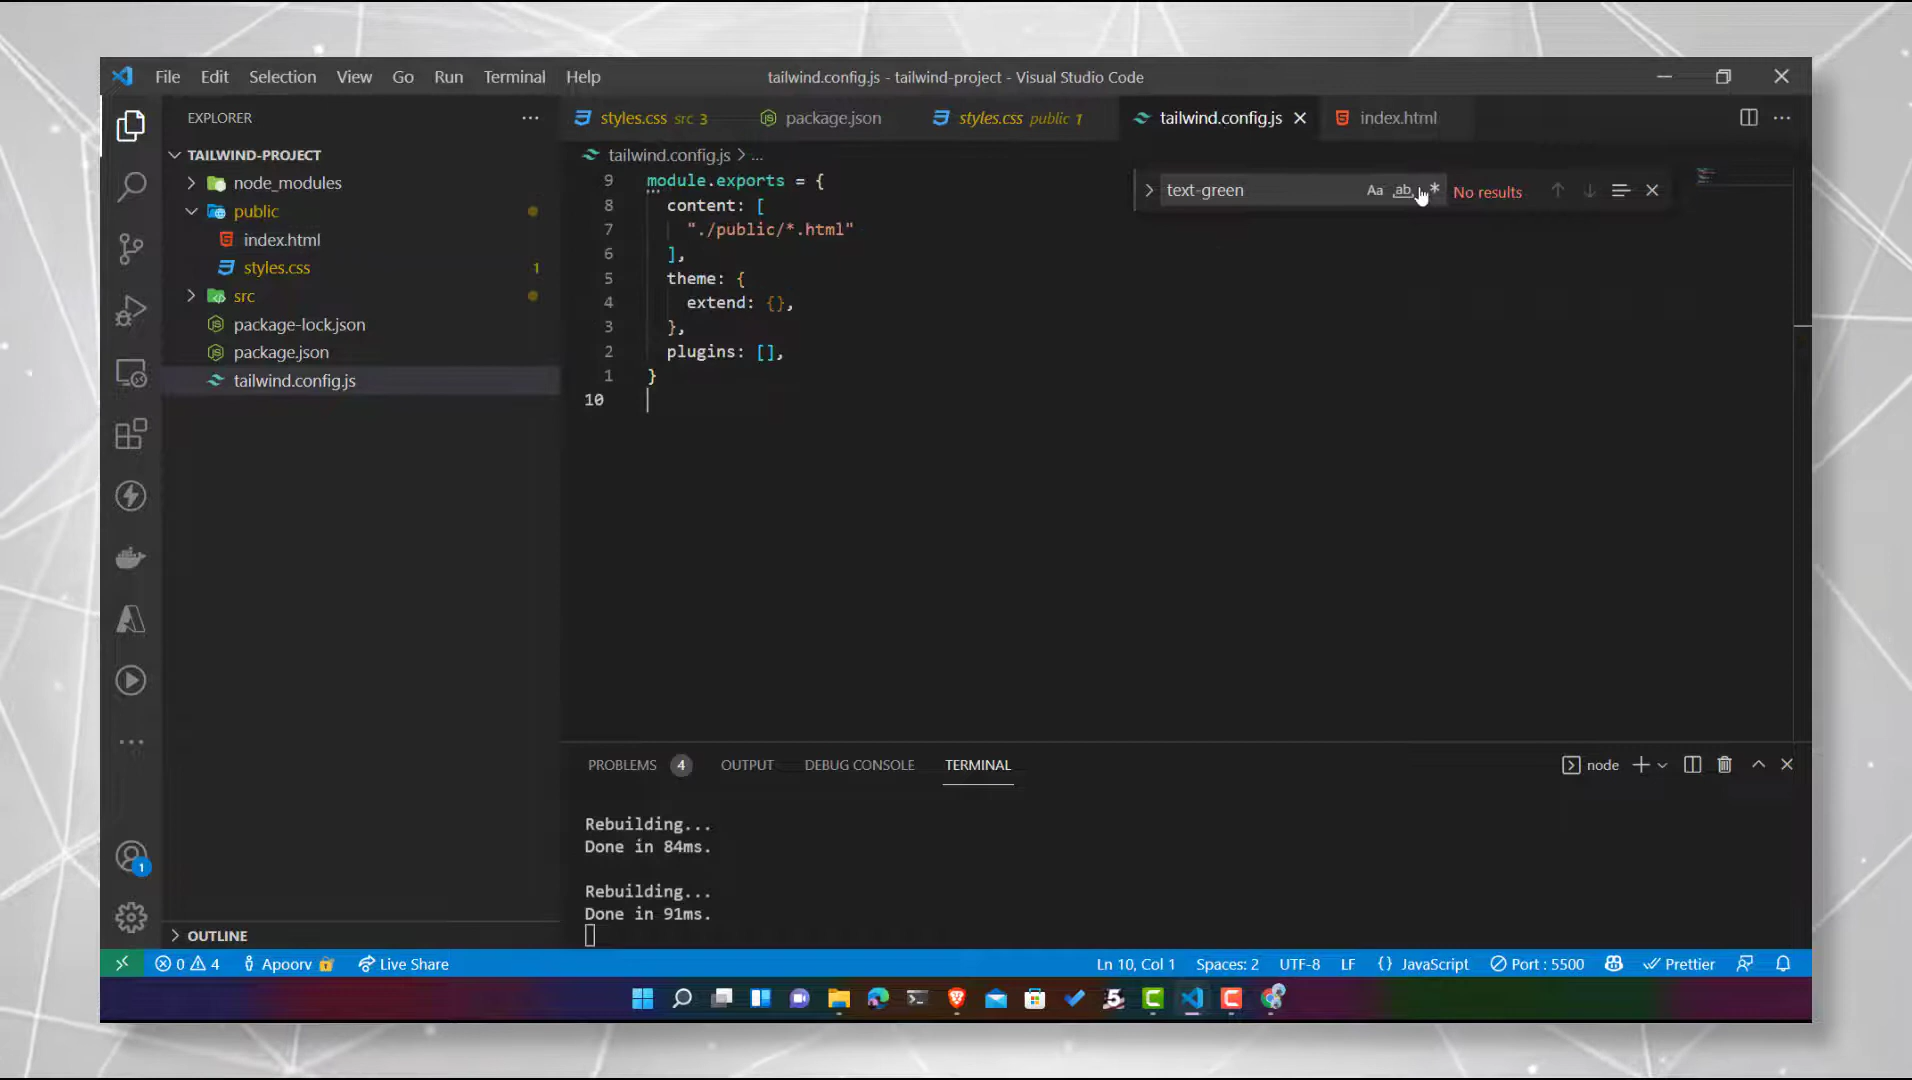 File Edit Selection View Go Run Terminal Help
tailwind.config.js - tailwind-project - Visual Studio Code
EXPLORER
styles.css src 3
package.json
styles.css public 1
tailwind.config.js
index.html
TAILWIND-PROJECT
node_modules
public
index.html
styles.css 1
src
package-lock.json
package.json
tailwind.config.js
OUTLINE
tailwind.config.js > ...
text-green Aa ab .* No results
9 module.exports = {
8 content: [
7 "./public/*.html"
6 ],
5 theme: {
4 extend: {},
3 },
2 plugins: [],
1 }
10
PROBLEMS 4 OUTPUT DEBUG CONSOLE TERMINAL
node
Rebuilding...
Done in 84ms.
Rebuilding...
Done in 91ms.
1
0 4 Apoorv Live Share
Ln 10, Col 1 Spaces: 2 UTF-8 LF {} JavaScript Port : 5500 Prettier